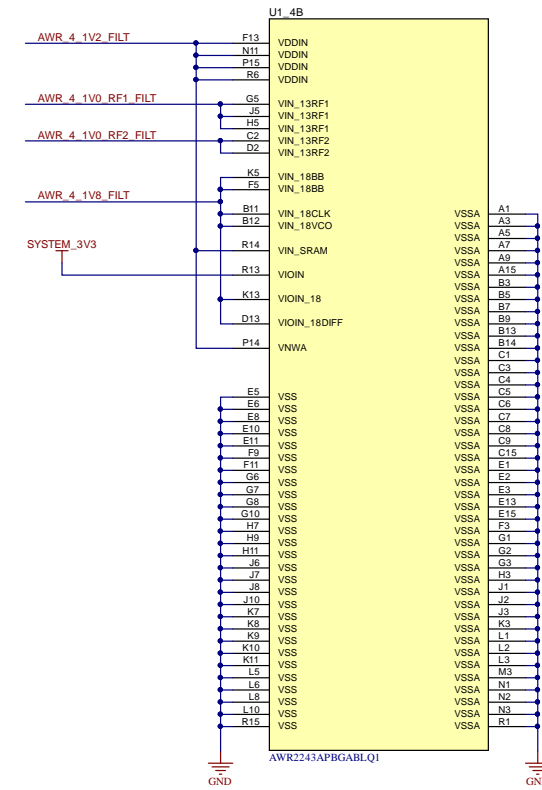 U1_4B
AWR_4_1V2_FILT F13 VDDIN
N11 VDDIN
P15 VDDIN
R6 VDDIN
AWR_4_1V0_RF1_FILT G5 VIN_13RF1
J5 VIN_13RF1
H5 VIN_13RF1
AWR_4_1V0_RF2_FILT C2 VIN_13RF2
D2 VIN_13RF2
K5 VIN_18BB
F5 VIN_18BB
AWR_4_1V8_FILT
B11 VIN_18CLK VSSA A1
B12 VIN_18VCO VSSA A3
VSSA A5
SYSTEM_3V3 R14 VIN_SRAM VSSA A7
VSSA A9
R13 VIOIN VSSA A15
VSSA B3
K13 VIOIN_18 VSSA B5
VSSA B7
D13 VIOIN_18DIFF VSSA B9
VSSA B13
P14 VNWA VSSA B14
VSSA C1
VSSA C3
VSSA C4
E5 VSS VSSA C5
E6 VSS VSSA C6
E8 VSS VSSA C7
E10 VSS VSSA C8
E11 VSS VSSA C9
F9 VSS VSSA C15
F11 VSS VSSA E1
G6 VSS VSSA E2
G7 VSS VSSA E3
G8 VSS VSSA E13
G10 VSS VSSA E15
H7 VSS VSSA F3
H9 VSS VSSA G1
H11 VSS VSSA G2
J6 VSS VSSA G3
J7 VSS VSSA H3
J8 VSS VSSA J1
J10 VSS VSSA J2
K7 VSS VSSA J3
K8 VSS VSSA K3
K9 VSS VSSA L1
K10 VSS VSSA L2
K11 VSS VSSA L3
L5 VSS VSSA M3
L6 VSS VSSA N1
L8 VSS VSSA N2
L10 VSS VSSA N3
R15 VSS VSSA R1
AWR2243APBGABLQ1
GND GN